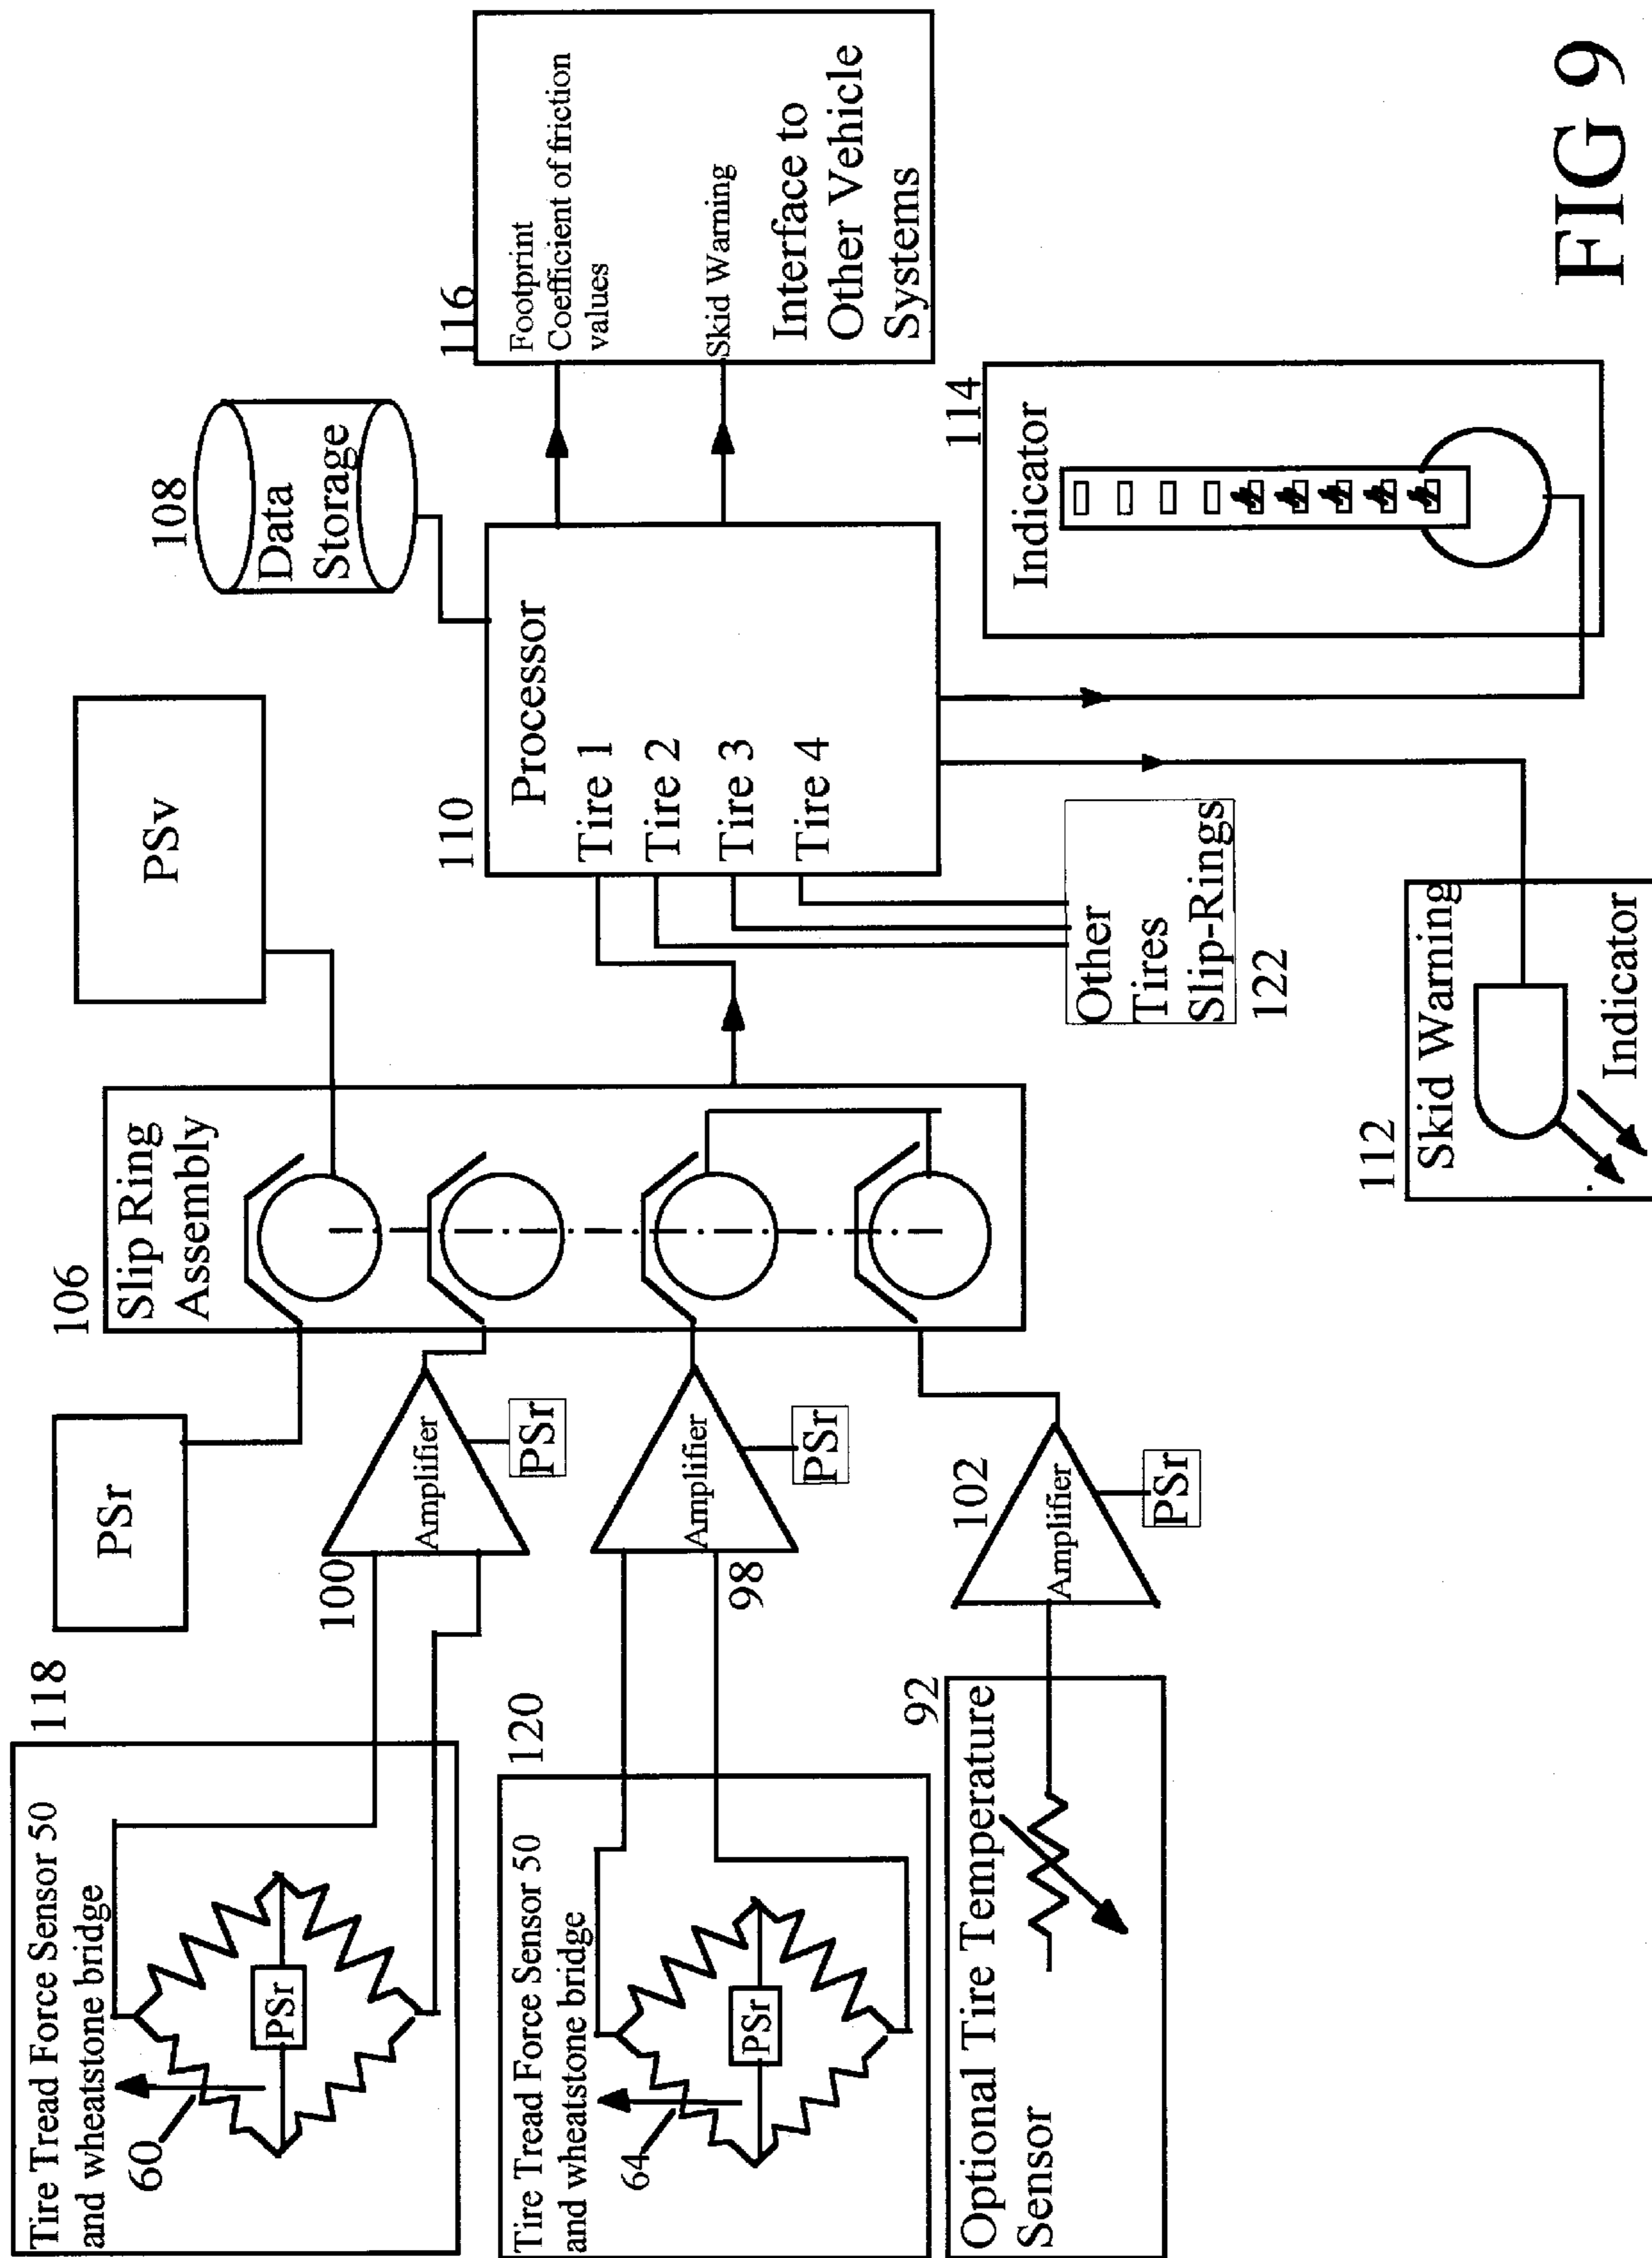 118
Tire Tread Force Sensor 50
and wheatstone bridge
60
PSr
120
Tire Tread Force Sensor 50
and wheatstone bridge
64
PSr
92
Optional Tire Temperature
Sensor
PSr
100
Amplifier
PSr
98
Amplifier
PSr
102
Amplifier
PSr
106
Slip Ring
Assembly
PSv
108
Data
Storage
110
Processor
Tire 1
Tire 2
Tire 3
Tire 4
Other
Tires
Slip-Rings
122
116
Footprint
Coefficient of friction
values
Skid Warning
Interface to
Other Vehicle
Systems
114
Indicator
112
Skid Warning
Indicator
FIG 9